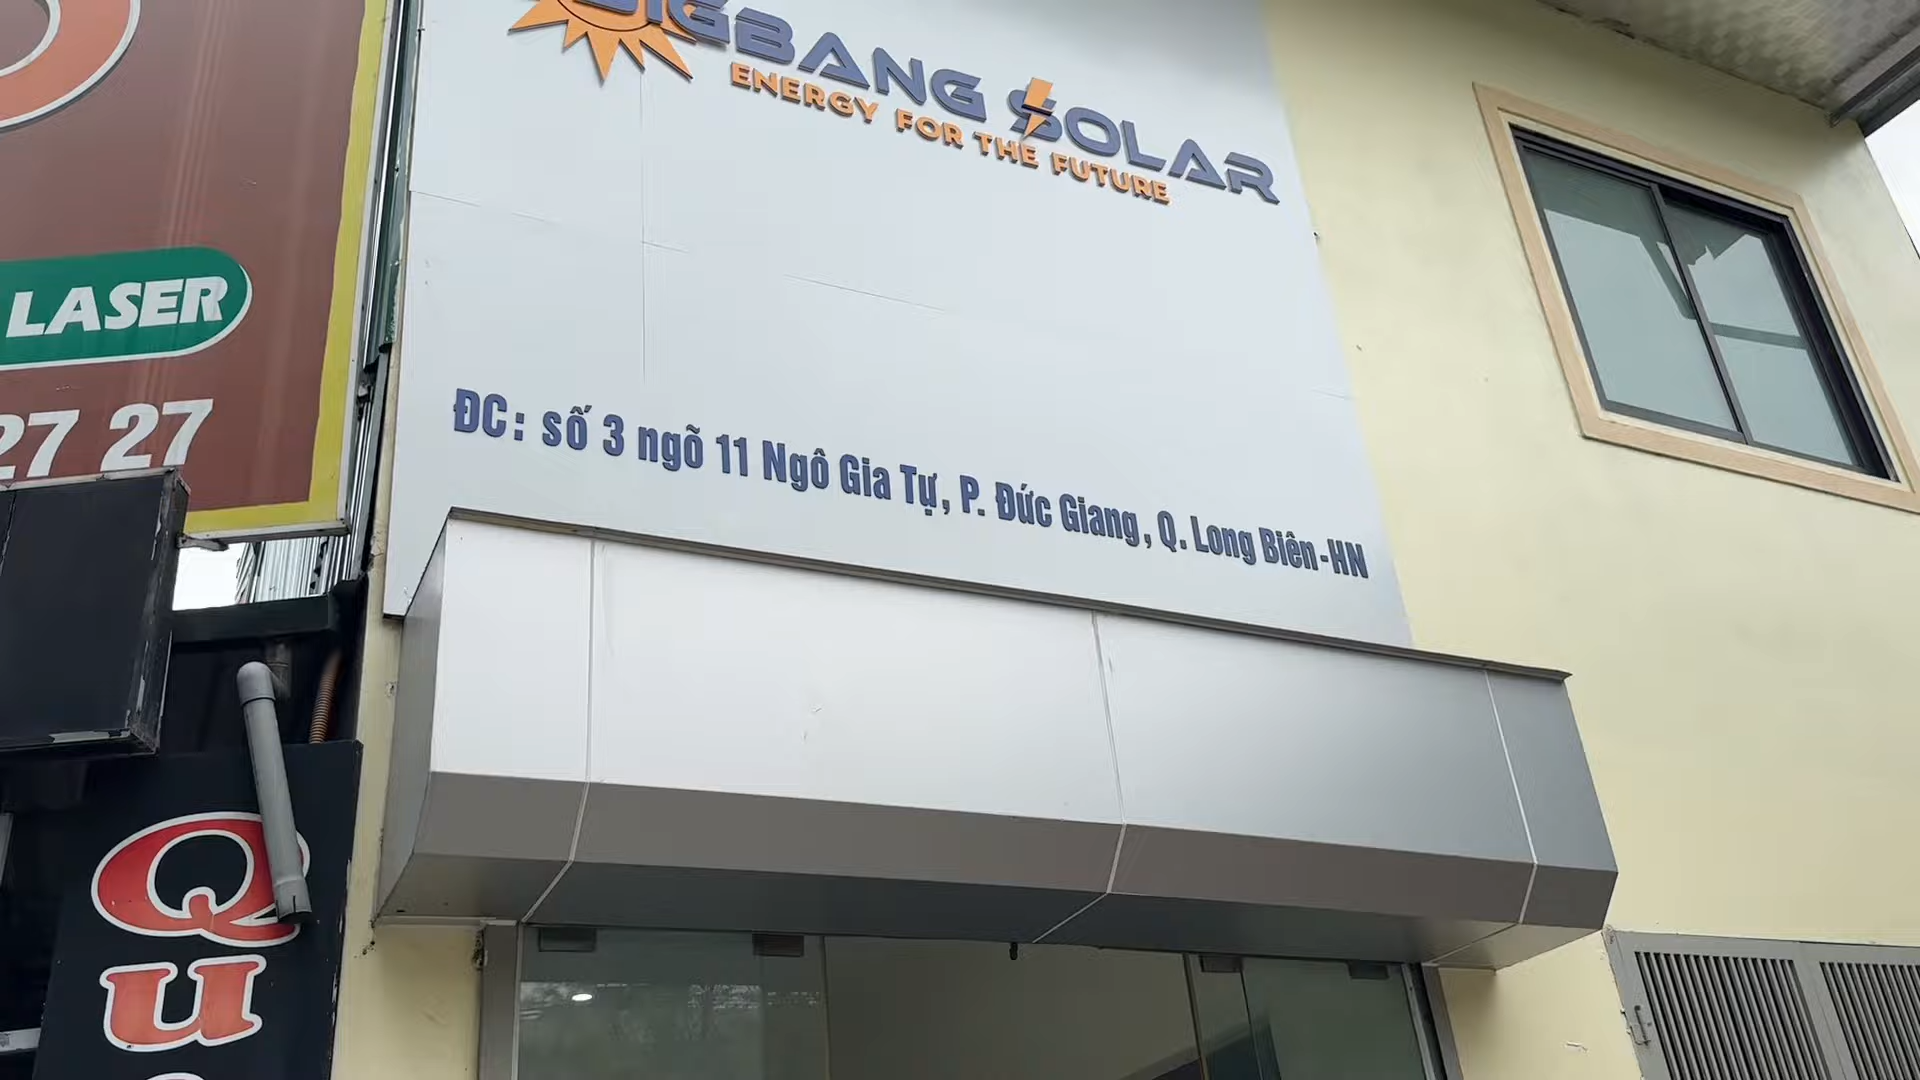 BIGBANG SOLAR
ENERGY FOR THE FUTURE
ĐC: số 3 ngõ 11 Ngô Gia Tự, P. Đức Giang, Q. Long Biên-HN
LASER
27 27
Qu